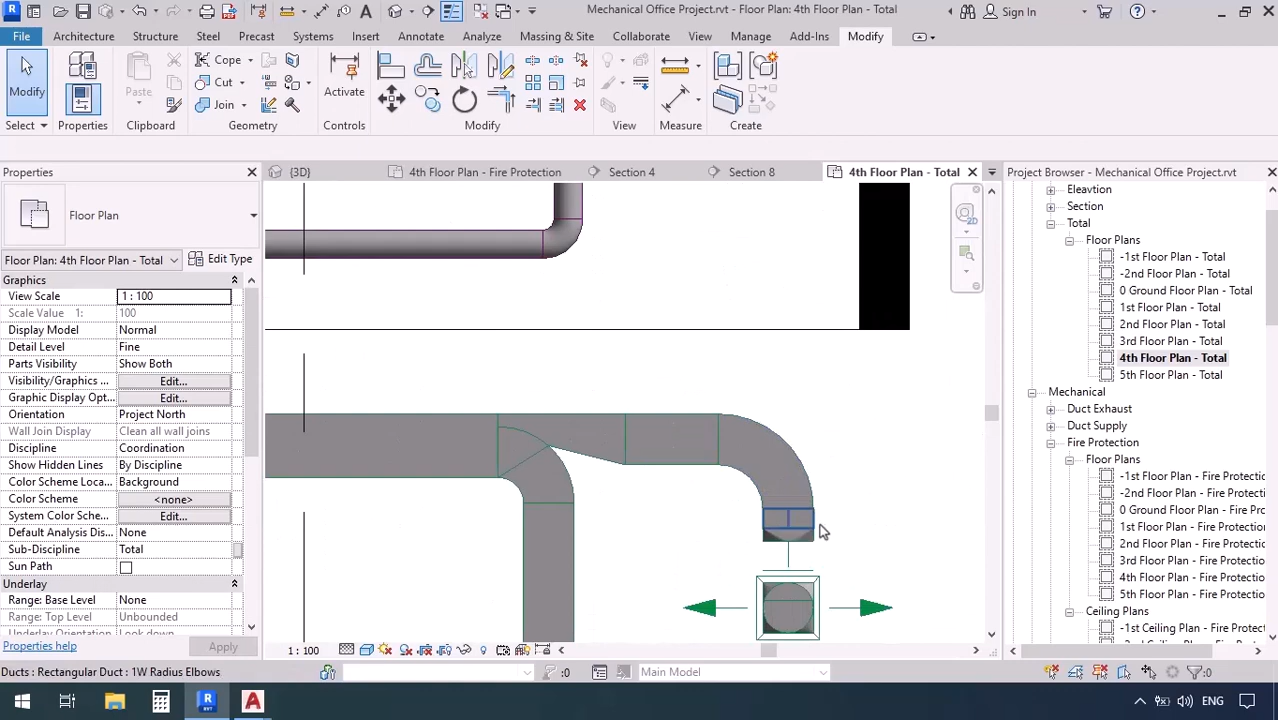 Mechanical Office Project.rvt - Floor Plan: 4th Floor Plan - Total
Sign In
File Architecture Structure Steel Precast Systems Insert Annotate Analyze Massing & Site Collaborate View Manage Add-Ins Modify
Modify
Properties
Paste
Cope
Cut
Join
Activate
Select
Properties
Clipboard
Geometry
Controls
Modify
View
Measure
Create
Properties
{3D}
4th Floor Plan - Fire Protection
Section 4
Section 8
4th Floor Plan - Total
Project Browser - Mechanical Office Project.rvt
Floor Plan
Floor Plan: 4th Floor Plan - Total
Edit Type
Graphics
View Scale 1 : 100
Scale Value 1: 100
Display Model Normal
Detail Level Fine
Parts Visibility Show Both
Visibility/Graphics ... Edit...
Graphic Display Opt... Edit...
Orientation Project North
Wall Join Display Clean all wall joins
Discipline Coordination
Show Hidden Lines By Discipline
Color Scheme Loca... Background
Color Scheme <none>
System Color Sche... Edit...
Default Analysis Dis... None
Sub-Discipline Total
Sun Path
Underlay
Range: Base Level None
Range: Top Level Unbounded
Underlay Orientation Look down
Properties help
Apply
2D
Eleavtion
Section
Total
Floor Plans
-1st Floor Plan - Total
-2nd Floor Plan - Total
0 Ground Floor Plan - Total
1st Floor Plan - Total
2nd Floor Plan - Total
3rd Floor Plan - Total
4th Floor Plan - Total
5th Floor Plan - Total
Mechanical
Duct Exhaust
Duct Supply
Fire Protection
Floor Plans
-1st Floor Plan - Fire Protectio
-2nd Floor Plan - Fire Protecti
0 Ground Floor Plan - Fire Pro
1st Floor Plan - Fire Protectio
2nd Floor Plan - Fire Protectio
3rd Floor Plan - Fire Protectio
4th Floor Plan - Fire Protectio
5th Floor Plan - Fire Protectio
Ceiling Plans
-1st Ceiling Plan - Fire Protec
1 : 100
Ducts : Rectangular Duct : 1W Radius Elbows
:0
Main Model
:0
ENG